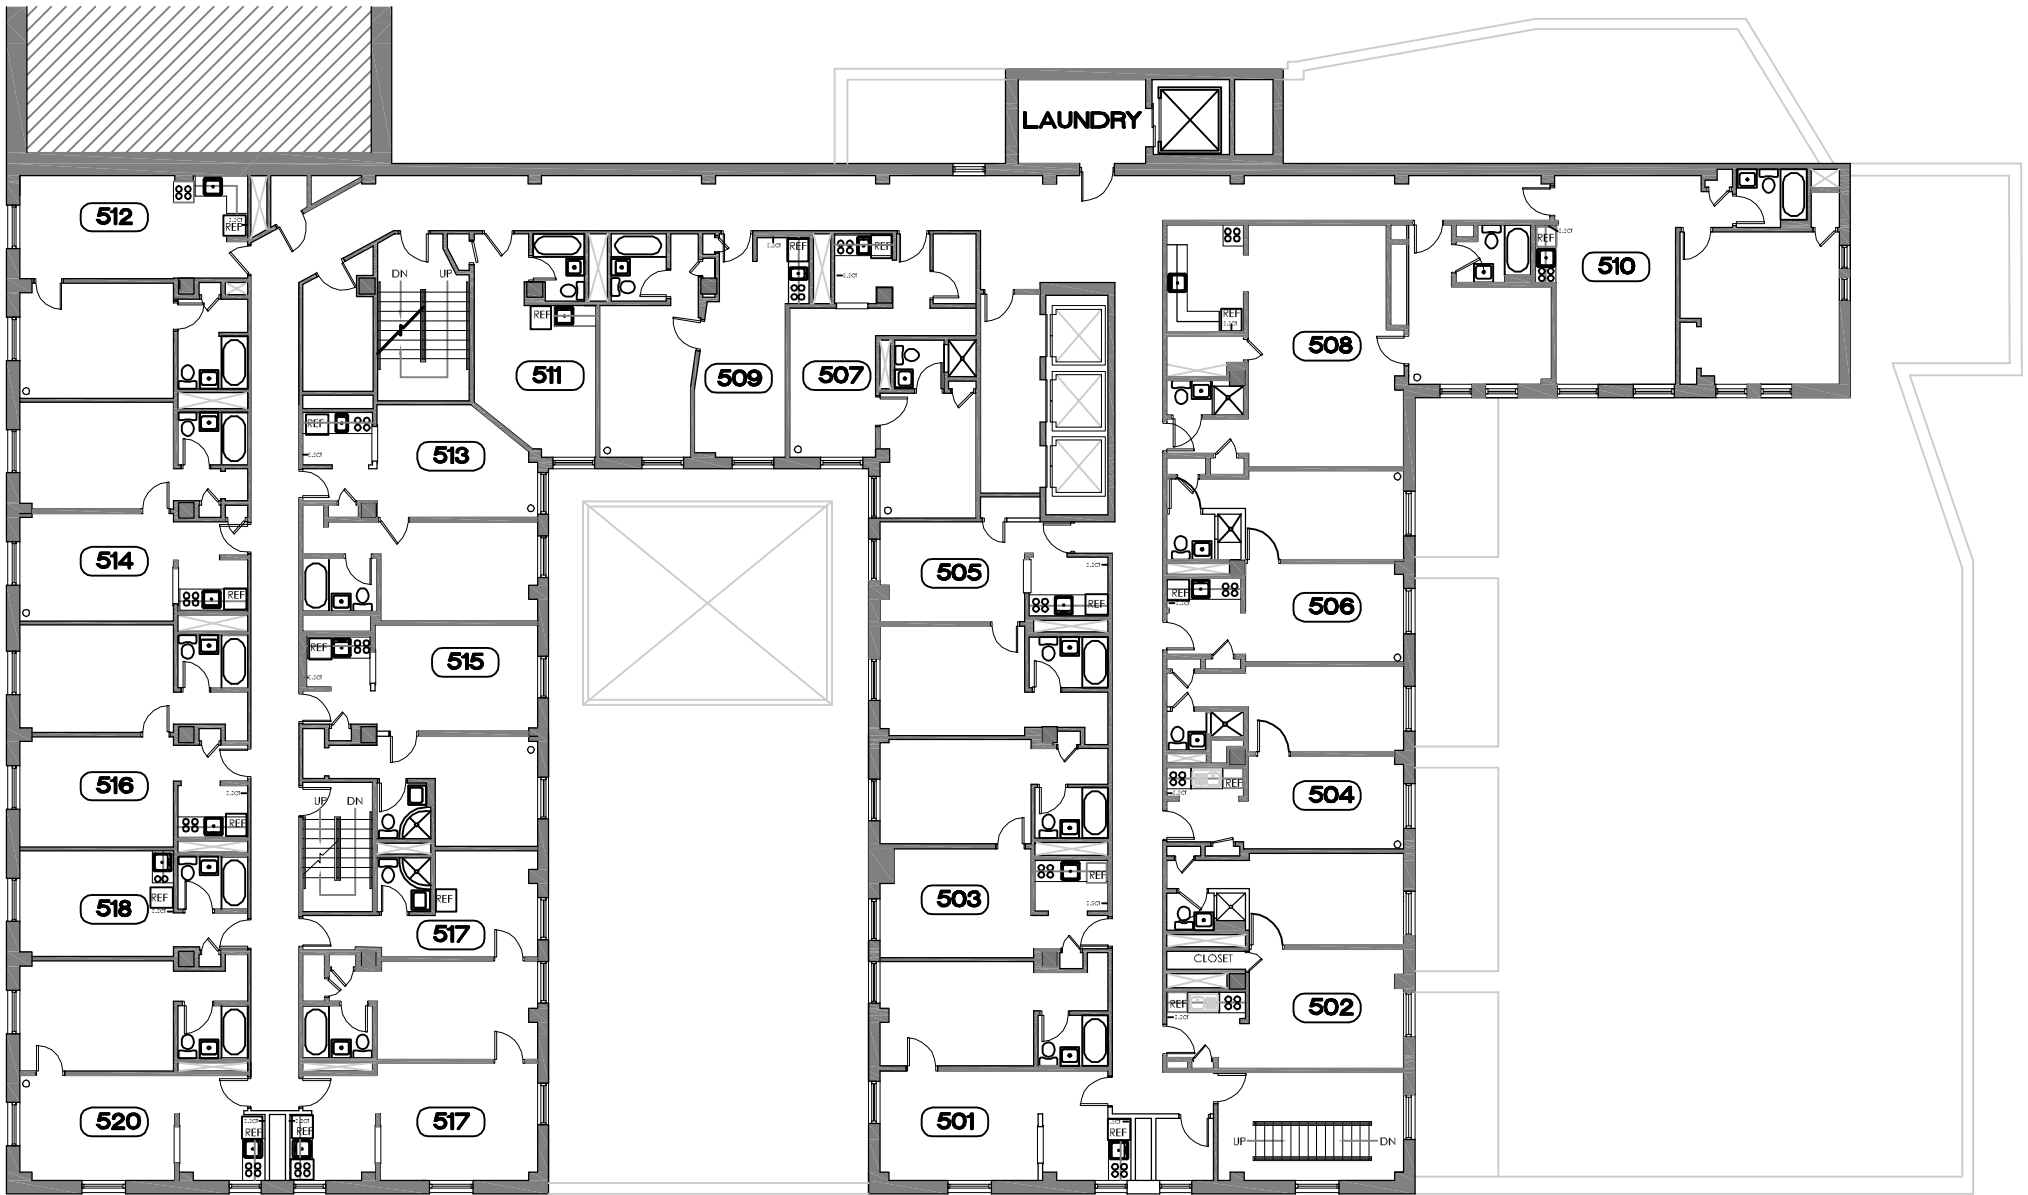 LAUNDRY
512
REF
DN UP
REF
REF
REF
REF
510
REF
511
509
507
508
REF
513
514
REF
505
REF
REF
506
REF
515
516
REF
UP DN
REF
504
518
REF
REF
517
503
REF
CLOSET
REF
502
520
REF
REF
517
501
REF
UP DN